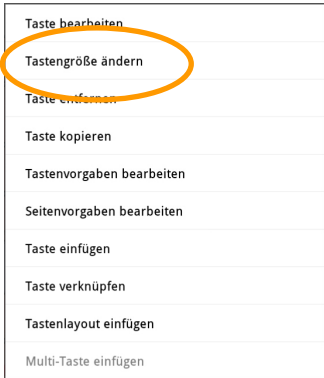 Taste bearbeiten
Tastengröße ändern
Taste entfernen
Taste kopieren
Tastenvorgaben bearbeiten
Seitenvorgaben bearbeiten
Taste einfügen
Taste verknüpfen
Tastenlayout einfügen
Multi-Taste einfügen